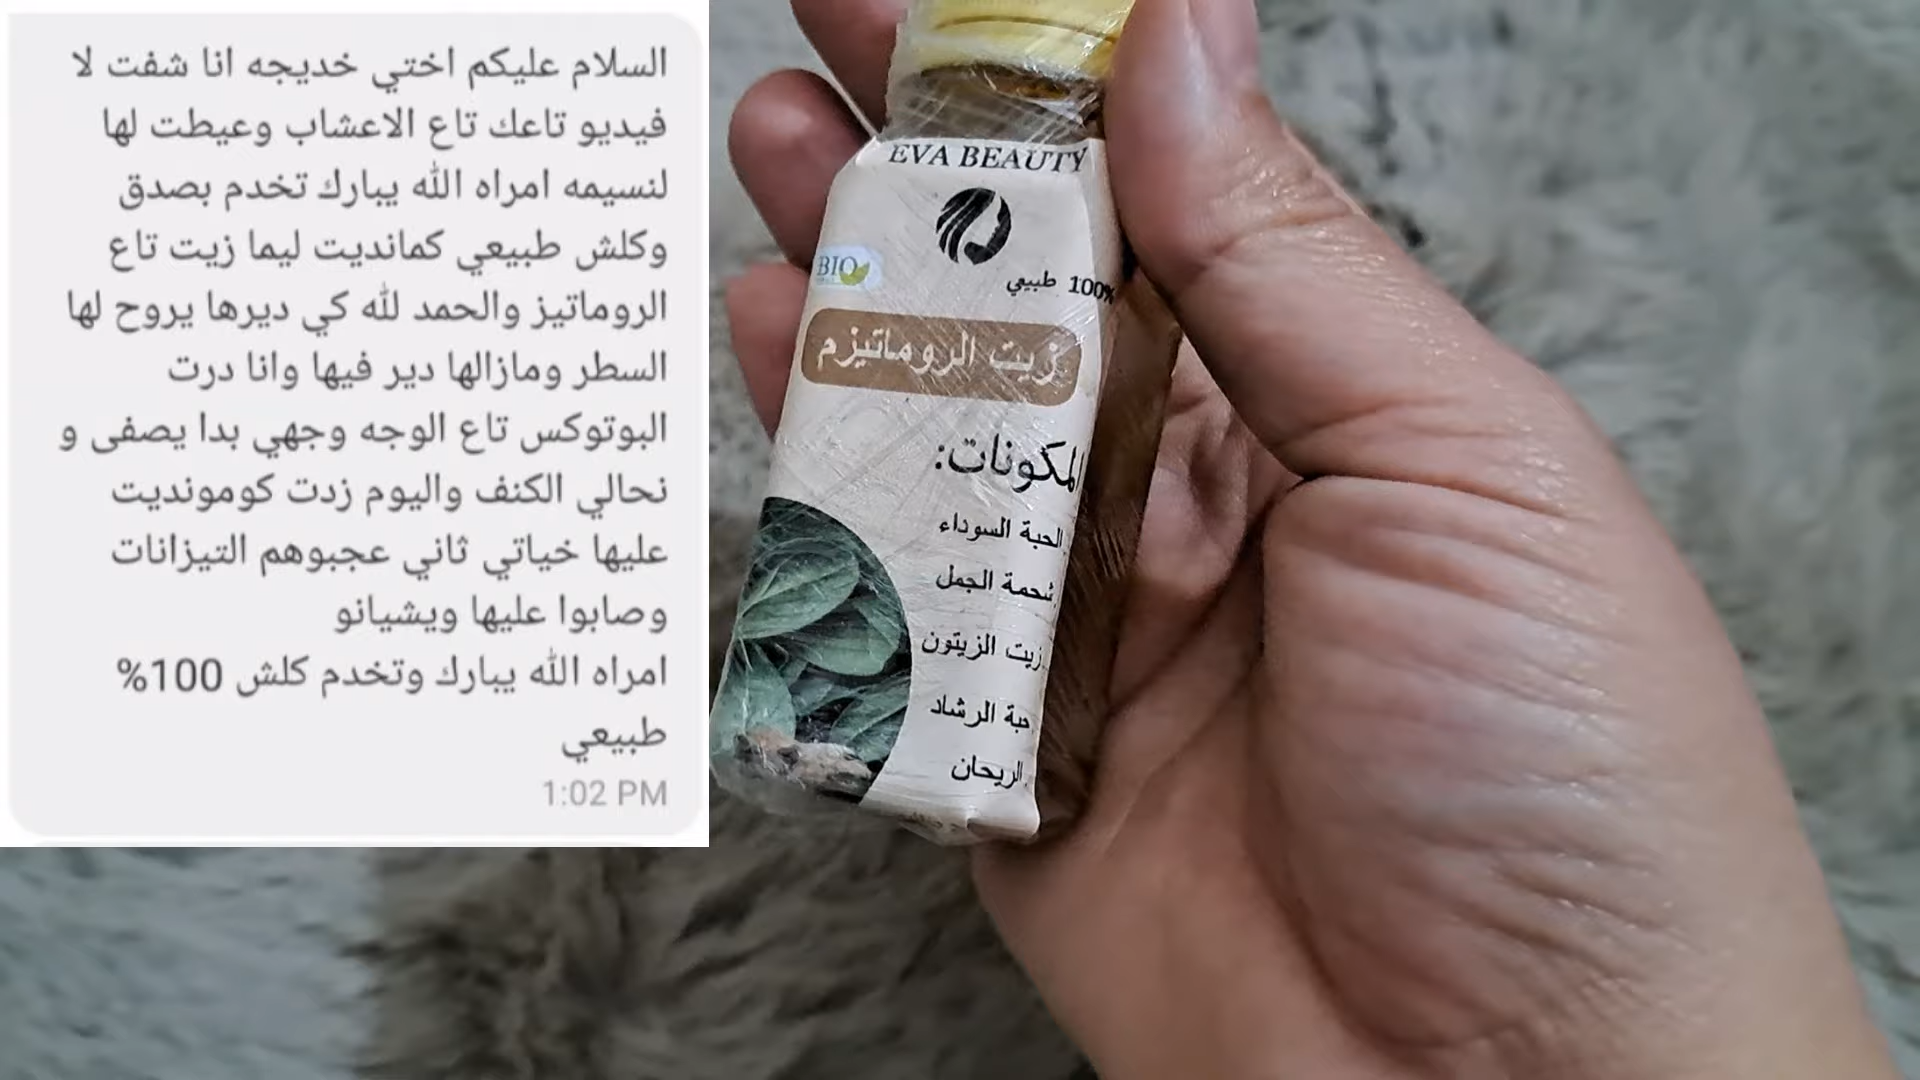 السلام عليكم اختي خديجه انا شفت لا
فيديو تاعك تاع الاعشاب وعيطت لها
لنسيمه امراه الله يبارك تخدم بصدق
وكلش طبيعي كمانديت ليما زيت تاع
الروماتيز والحمد لله كي ديرها يروح لها
السطر ومازالها دير فيها وانا درت
البوتوكس تاع الوجه وجهي بدا يصفى و
نحالي الكنف واليوم زدت كومونديت
عليها خياتي ثاني عجبوهم التيزانات
وصابوا عليها ويشيانو
امراه الله يبارك وتخدم كلش 100%
طبيعي
1:02 PM
EVA BEAUTY
BIO
100% طبيعي
زيت الروماتيزم
المكونات:
الحبة السوداء
شحمة الجمل
زيت الزيتون
حبة الرشاد
الريحان